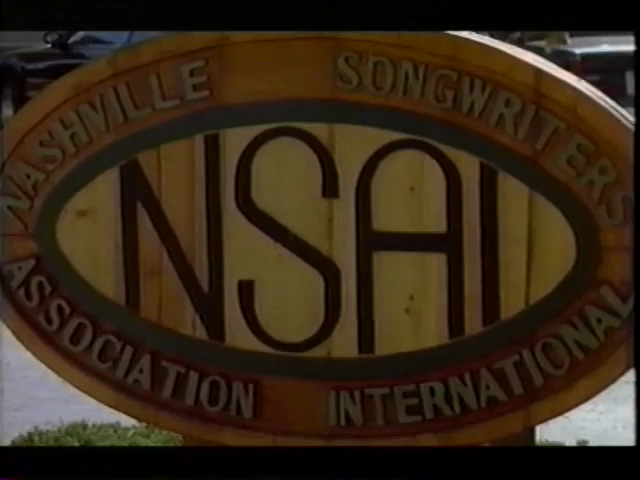 NASHVILLE SONGWRITERS
NSAI
ASSOCIATION INTERNATIONAL